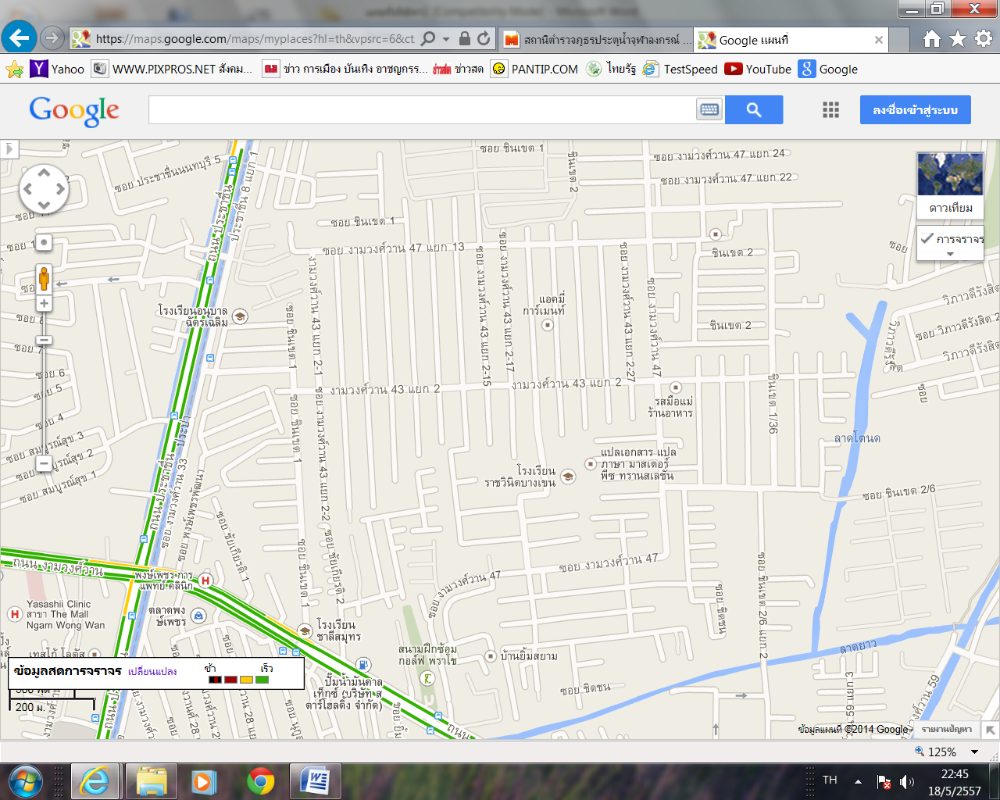 https://maps.google.com/maps/myplaces?hl=th&vpsrc=6&ct
สถานีตำรวจภูธรประตูน้ำจุฬาลงกรณ์ ...
Google แผนที่
Yahoo
WWW.PIXPROS.NET สังคม...
ข่าว การเมือง บันเทิง อาชญกรร...
ข่าวสด ข่าวสด
PANTIP.COM
ไทยรัฐ
TestSpeed
YouTube
Google
Google
ลงชื่อเข้าสู่ระบบ
ซอย ชินเขต 1
ซอย งามวงศ์วาน 47 แยก 24
ซอย ประชาชื่นนนทบุรี 5
ประชาชื่น 8 แยก 1
ชินเขต 2
ซอย งามวงศ์วาน 47 แยก 22
ดาวเทียม
ถนน ประชาชื่น
ซอย ชินเขต 1
การจราจร
ซอย งามวงศ์วาน 47 แยก 13
ชินเขต 2
งามวงศ์วาน 43 แยก 2-1
ซอย งามวงศ์วาน 43 แยก 2-15
ซอย งามวงศ์วาน 43 แยก 2-17
ซอย งามวงศ์วาน 43 แยก 2-27
ซอย งามวงศ์วาน 47
แอคมี่
การ์เมนท์
วิภาวดีรังสิต
โรงเรียนอนุบาล
ฉัตรเฉลิม
ซอย ชินเขต 1
ชินเขต 2
ซอย วิภาวดีรังสิต
วิภาวดีรังสิต
ซอย 8
ซอย 7
ซอย 6
ซอย 5
ซอย 4
งามวงศ์วาน 43 แยก 2
งามวงศ์วาน 43 แยก 2
ซอย
รสมือแม่
ร้านอาหาร
ชินเขต 1/36
ซอย งามวงศ์วาน 43 แยก 2-2
ซอย ชินเขต 1
ประปา
ลาดโตนด
ซอย สมบูรณ์สุข 3
ซอย สมบูรณ์สุข 2
ซอย สมบูรณ์สุข 1
แปลเอกสาร แปล
ภาษา มาสเตอร์
พีช ทรานสเลชั่น
โรงเรียน
ราชวินิตบางเขน
ถนน ประชาชื่น
ซอย งามวงศ์วาน 33
ซอย พงษ์เพชรพัฒนา
ซอย ชินเขต 2/6
ซอย ชัยเกียรติ 1
ซอย ชัยเกียรติ 2
ซอย ชินเขต 1
ซอย งามวงศ์วาน 47
ซอย ชินเขต 2/6 แยก 2
ถนน งามวงศ์วาน
พงษ์เพชร การ
แพทย์ คลินิก
ซอย งามวงศ์วาน 47
ซอย ชิดชน
Yasashii Clinic
สาขา The Mall
Ngam Wong Wan
ตลาดพง
ษ์เพชร
โรงเรียน
ชาลีสมุทร
สนามฝึกซ้อม
กอล์ฟ พราโซ
บ้านยิ้มสยาม
ลาดยาว
เทสโก้ โลตัส
ข้อมูลสดการจราจร เปลี่ยนแปลง
ช้า
เร็ว
ปั๊มน้ำมันคาล
เท็กซ์ (บริษัท ส
ตาร์โฮลดิ้ง จำกัด)
ซอย ชิดชน
200 ม.
ถนน
ข้อมูลแผนที่ ©2014 Google -
รายงานปัญหา
125%
TH
22:45
18/5/2557